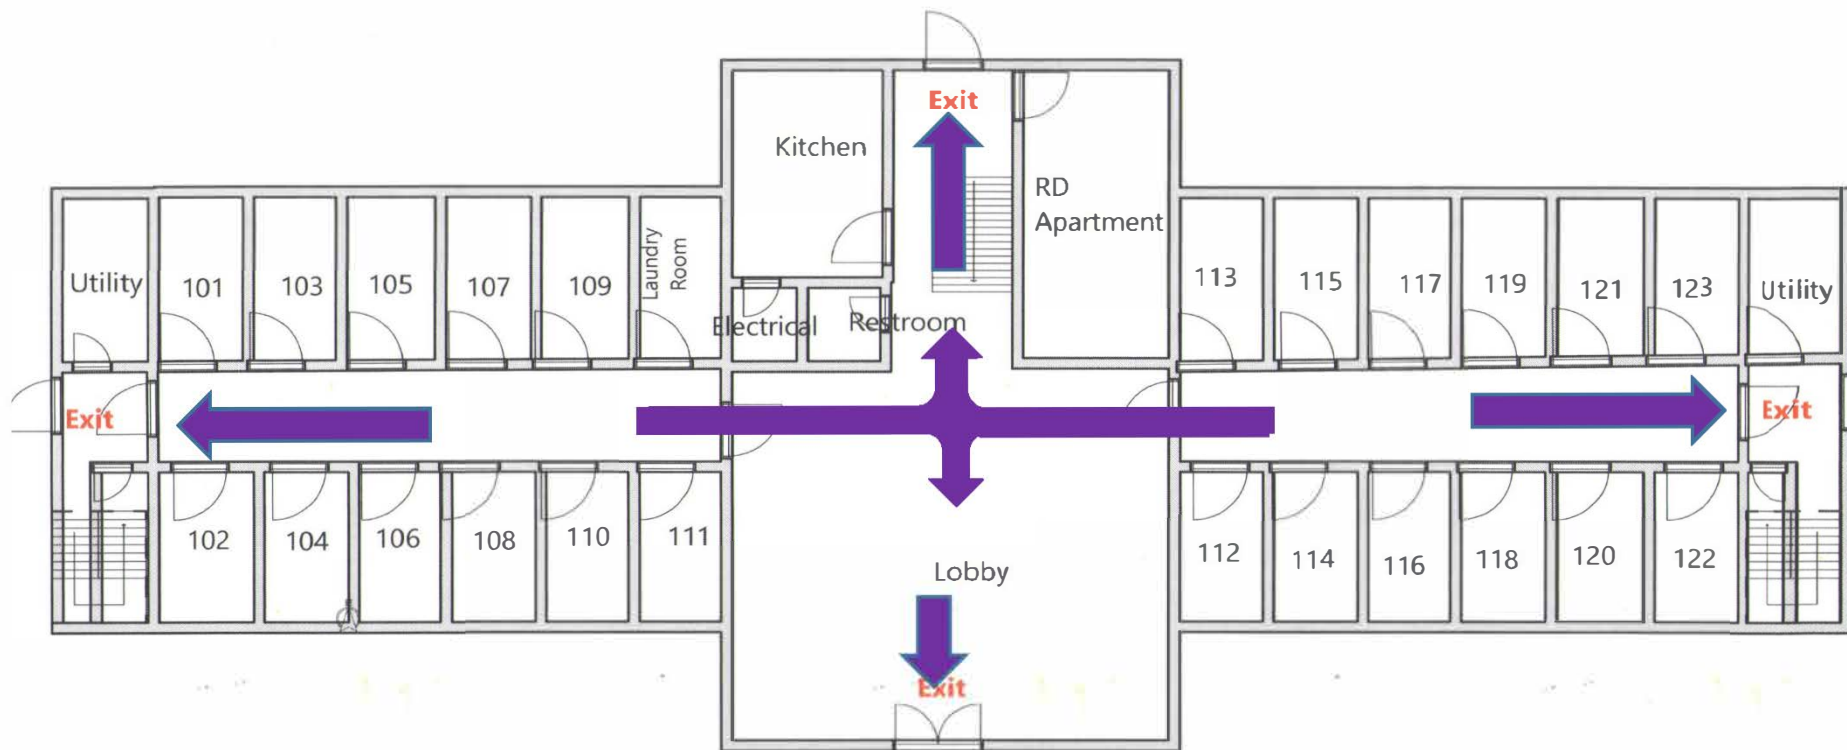 Exit
Kitchen
RD
Apartment
Utility
101
103
105
107
109
Laundry
Room
Electrical
Restroom
113
115
117
119
121
123
Utility
Exit
Exit
102
104
106
108
110
111
Lobby
112
114
116
118
120
122
Exit